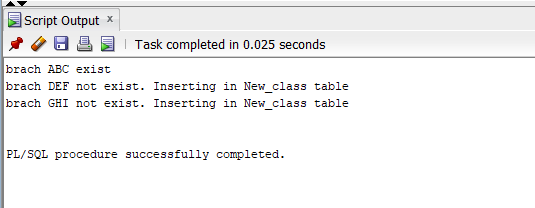 Script Output x
Task completed in 0.025 seconds
brach ABC exist
brach DEF not exist. Inserting in New_class table
brach GHI not exist. Inserting in New_class table
PL/SQL procedure successfully completed.